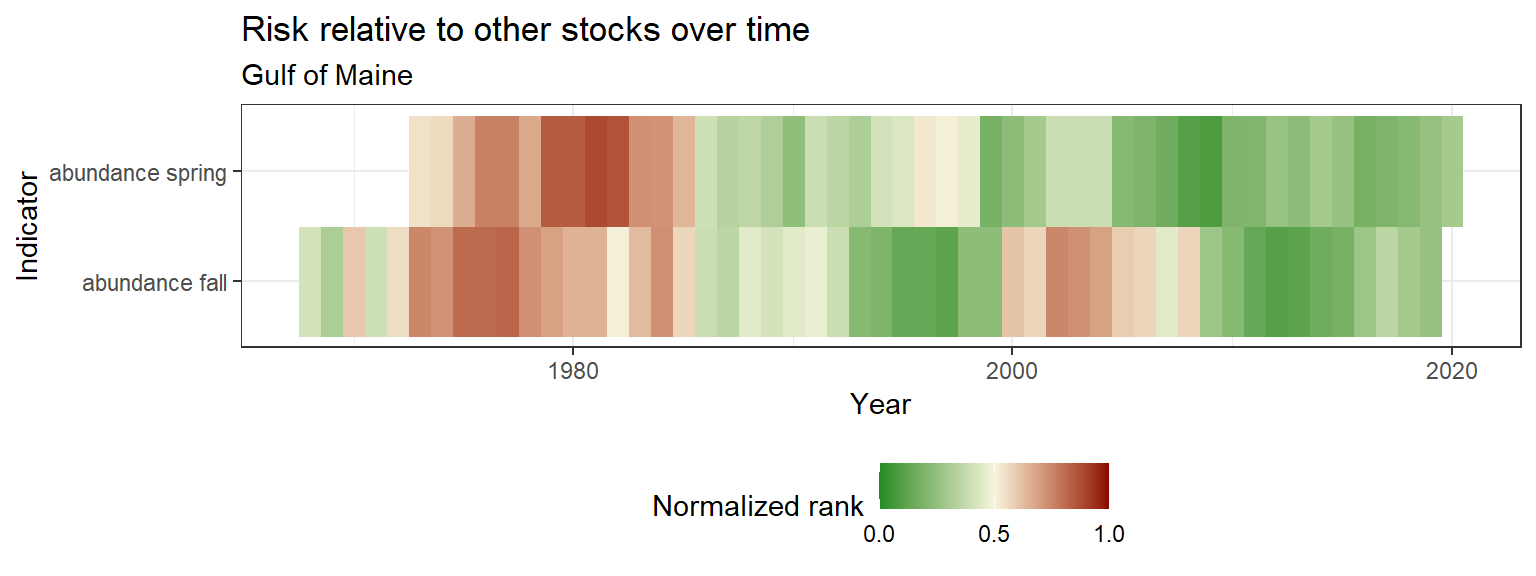 Risk relative to other stocks over time
Gulf of Maine
Indicator
abundance spring
abundance fall
1980 2000 2020
Year
Normalized rank
0.0 0.5 1.0